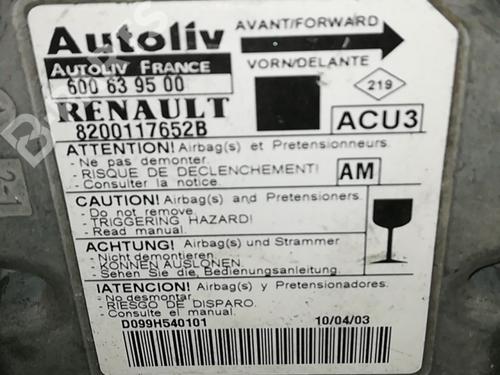 Autoliv
AVANT/FORWARD
AUTOLIV FRANCE
VORN/DELANTE
600 63 95 00
219
RENAULT
8200117652B
ACU3
ATTENTION! Airbag(s) et Pretensionneurs.
- Ne pas demonter.
- RISQUE DE DECLENCHEMENT!
- Consulter la notice.
AM
CAUTION! Airbag(s) and Pretensioners.
- Do not remove.
- TRIGGERING HAZARD!
- Read manual.
ACHTUNG! Airbag(s) und Strammer
- Nicht demontieren.
- KONNEN AUSLONEN.
- Sehen Sie die Bedienungsanleitung.
!ATENCION! Airbag(s) y Pretensionadores.
- No desmontar.
- RIESGO DE DISPARO.
- Consulte el manual.
D099H540101 10/04/03